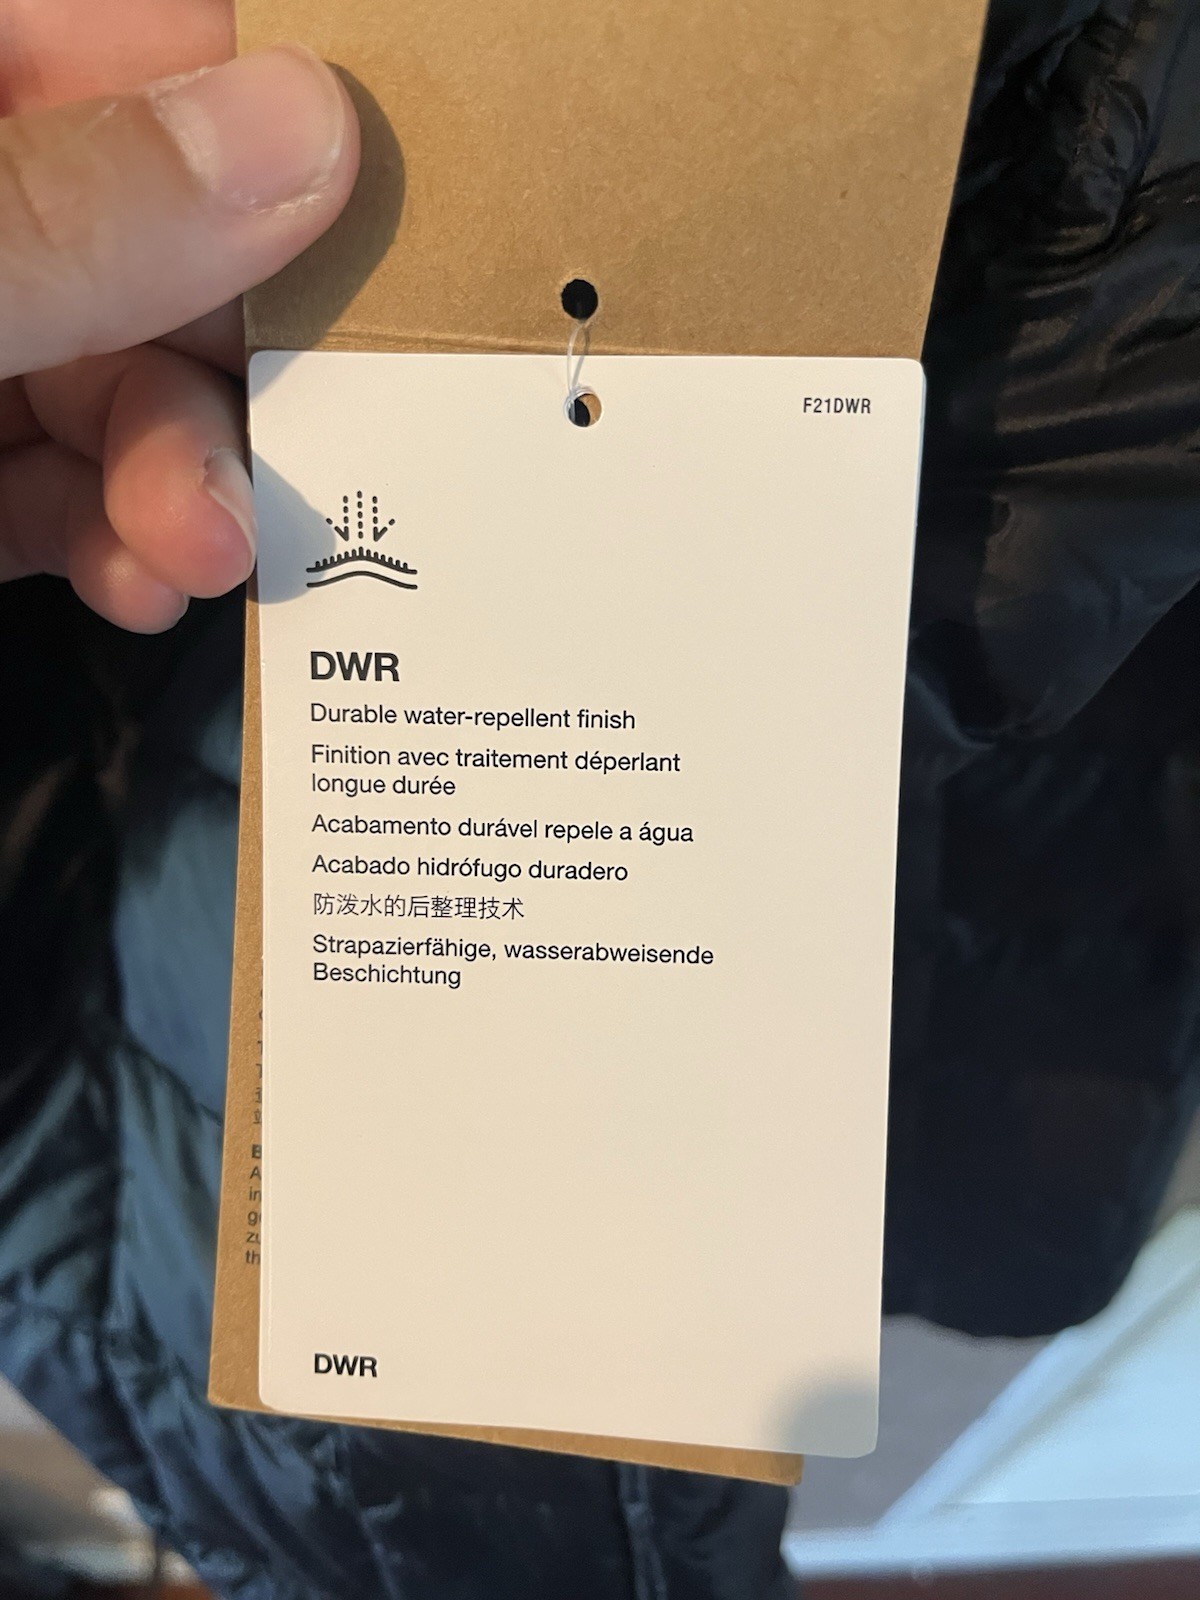 F21DWR
DWR
Durable water-repellent finish
Finition avec traitement déperlant
longue durée
Acabamento durável repele a água
Acabado hidrófugo duradero
防泼水的后整理技术
Strapazierfähige, wasserabweisende
Beschichtung
DWR